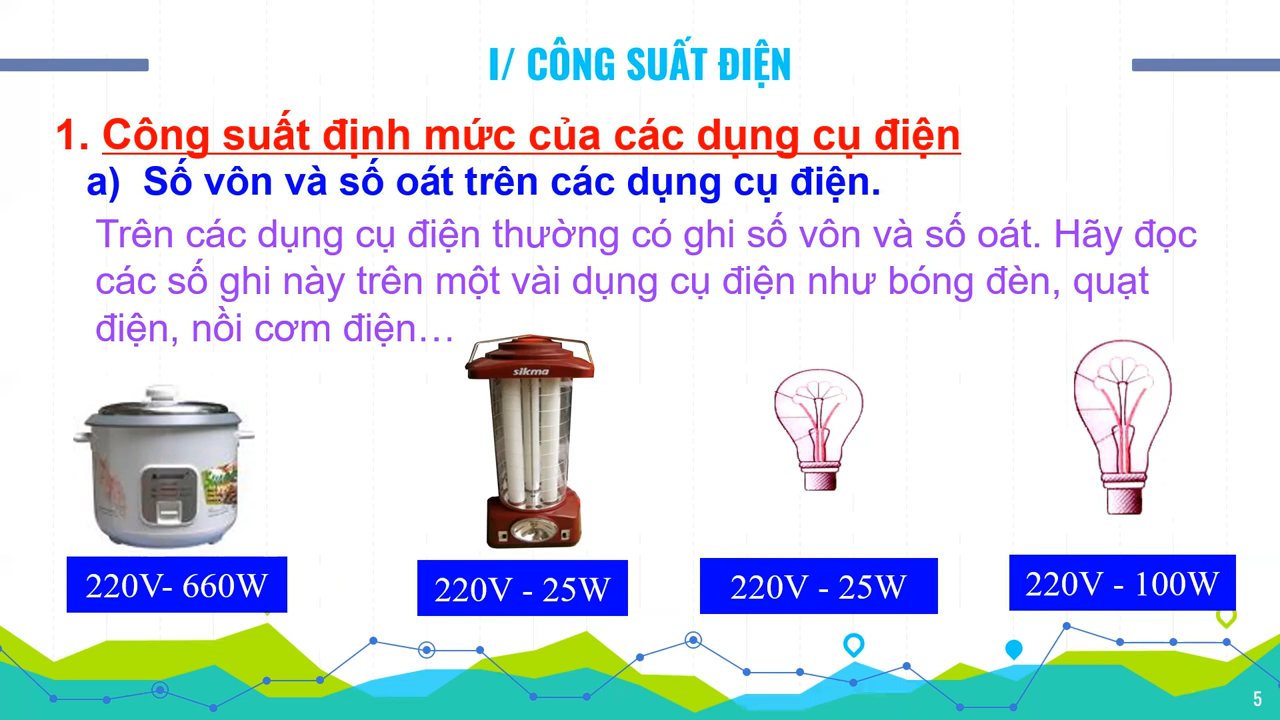 I/ CÔNG SUẤT ĐIỆN
1. Công suất định mức của các dụng cụ điện
a) Số vôn và số oát trên các dụng cụ điện.
Trên các dụng cụ điện thường có ghi số vôn và số oát. Hãy đọc
các số ghi này trên một vài dụng cụ điện như bóng đèn, quạt
điện, nồi cơm điện…
sikma
220V- 660W
220V - 25W
220V - 25W
220V - 100W
5